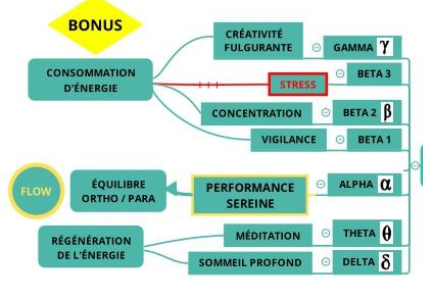 BONUS
CRÉATIVITÉ
FULGURANTE
GAMMA γ
CONSOMMATION
D'ÉNERGIE
STRESS
BETA 3
CONCENTRATION
BETA 2 β
VIGILANCE
BETA 1
FLOW
ÉQUILIBRE
ORTHO / PARA
PERFORMANCE
SEREINE
ALPHA α
RÉGÉNÉRATION
DE L'ÉNERGIE
MÉDITATION
THETA θ
SOMMEIL PROFOND
DELTA δ